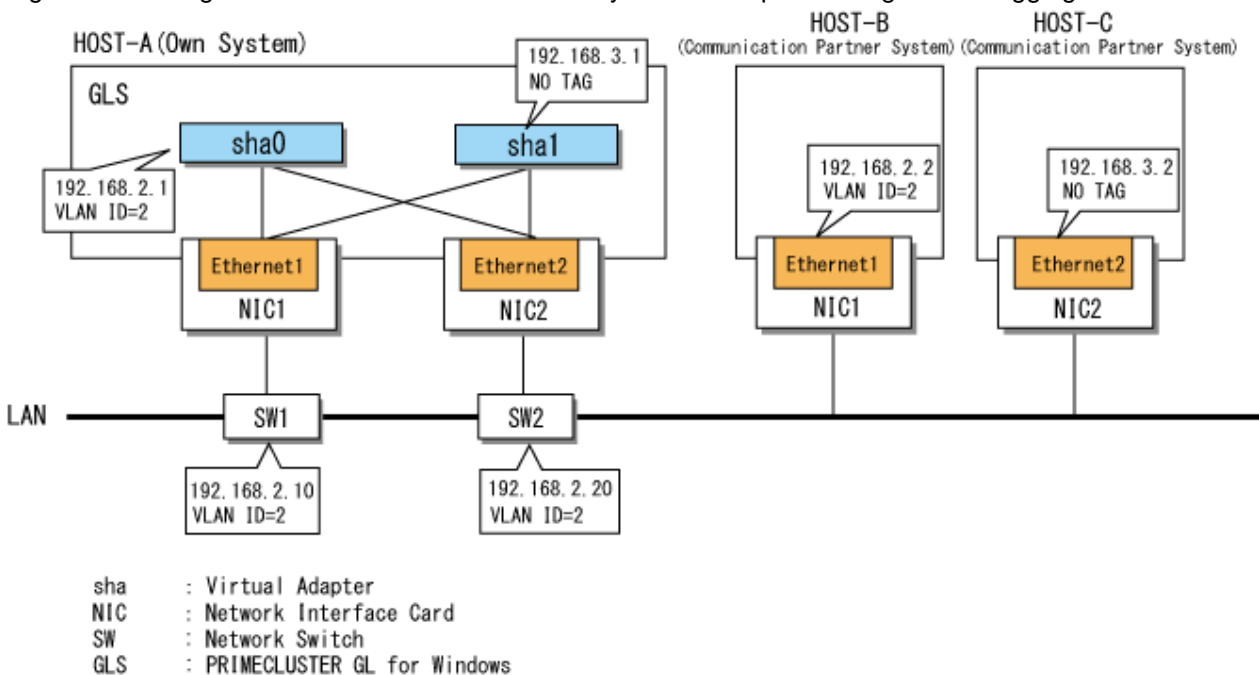 HOST-B
HOST-C
(Communication Partner System)
(Communication Partner System)
HOST-A(Own System)
192.168.3.1
NO TAG
GLS
sha0
sha1
192.168.2.1
VLAN ID=2
192.168.2.2
VLAN ID=2
192.168.3.2
NO TAG
Ethernet1
Ethernet2
Ethernet1
Ethernet2
NIC1
NIC2
NIC1
NIC2
LAN
SW1
SW2
192.168.2.10
VLAN ID=2
192.168.2.20
VLAN ID=2
sha : Virtual Adapter
NIC : Network Interface Card
SW : Network Switch
GLS : PRIMECLUSTER GL for Windows